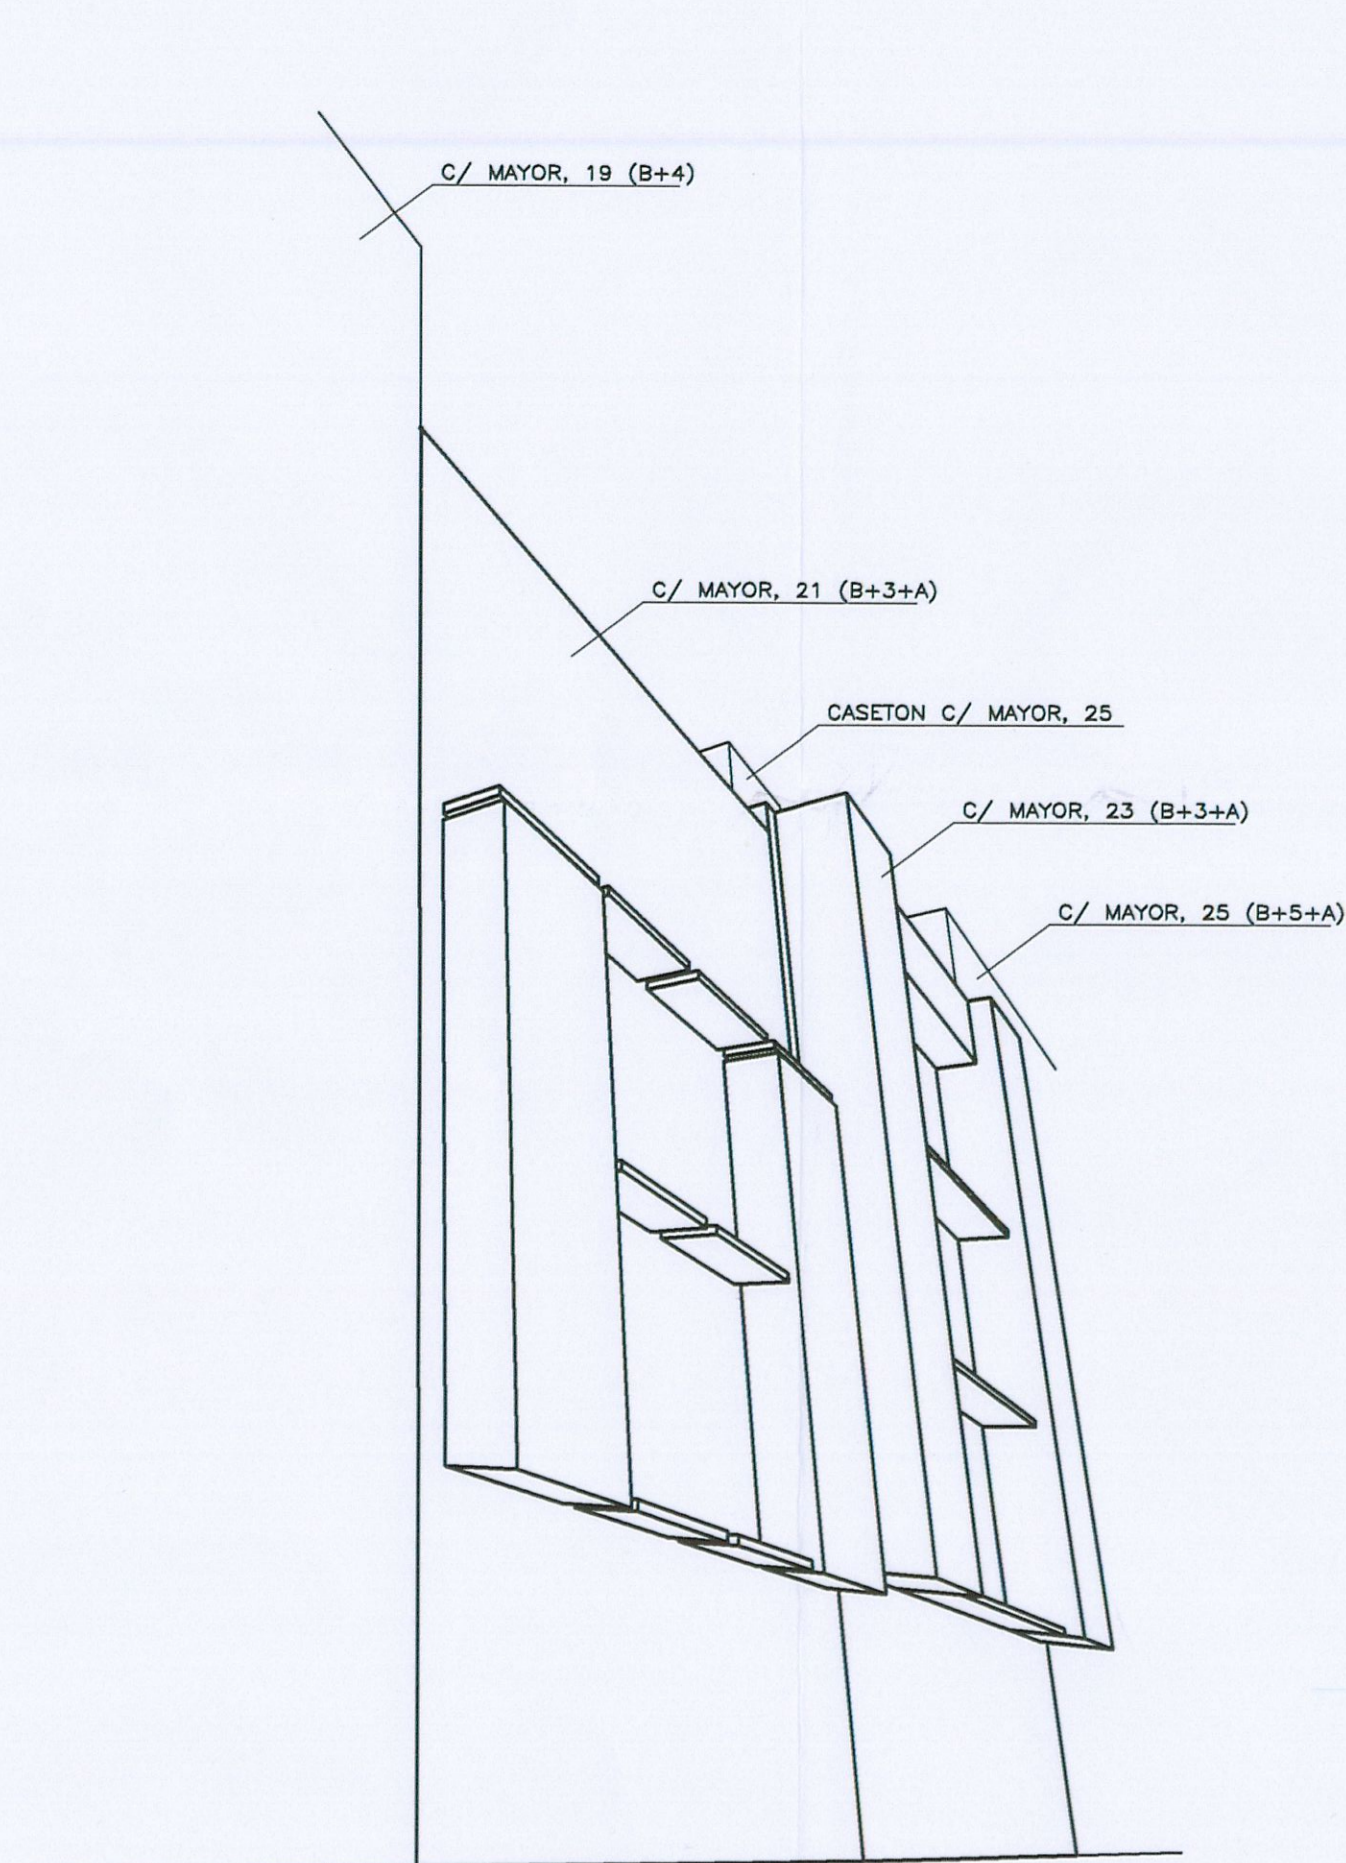 C/ MAYOR, 19 (B+4)
C/ MAYOR, 21 (B+3+A)
CASETON C/ MAYOR, 25
C/ MAYOR, 23 (B+3+A)
C/ MAYOR, 25 (B+5+A)